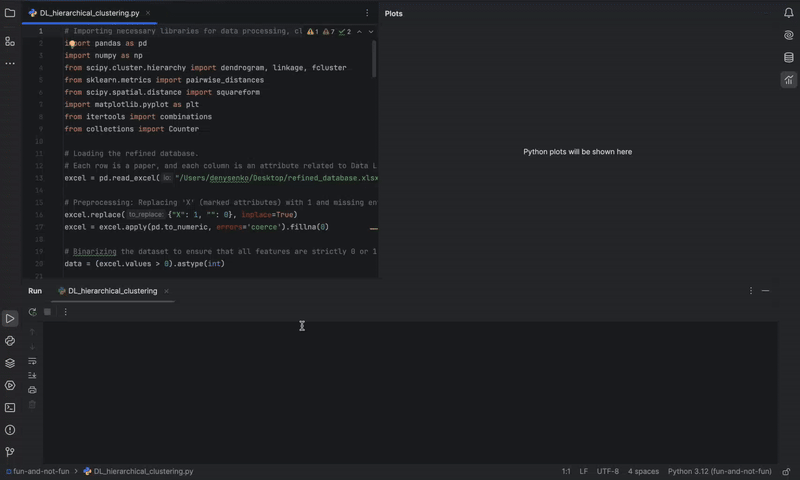 DL_hierarchical_clustering.py
Plots
1 # Importing necessary libraries for data processing, cl 1 7 2
2 import pandas as pd
3 import numpy as np
4 from scipy.cluster.hierarchy import dendrogram, linkage, fcluster
5 from sklearn.metrics import pairwise_distances
6 from scipy.spatial.distance import squareform
7 import matplotlib.pyplot as plt
8 from itertools import combinations
9 from collections import Counter
10
11 # Loading the refined database.
12 # Each row is a paper, and each column is an attribute related to Data L
13 excel = pd.read_excel( io: "/Users/denysenko/Desktop/refined_database.xlsx
14
15 # Preprocessing: Replacing 'X' (marked attributes) with 1 and missing en
16 excel.replace( to_replace: {"X": 1, "": 0}, inplace=True)
17 excel = excel.apply(pd.to_numeric, errors='coerce').fillna(0)
18
19 # Binarizing the dataset to ensure that all features are strictly 0 or 1
20 data = (excel.values > 0).astype(int)
21
Python plots will be shown here
Run DL_hierarchical_clustering
fun-and-not-fun > DL_hierarchical_clustering.py
1:1 LF UTF-8 4 spaces Python 3.12 (fun-and-not-fun)